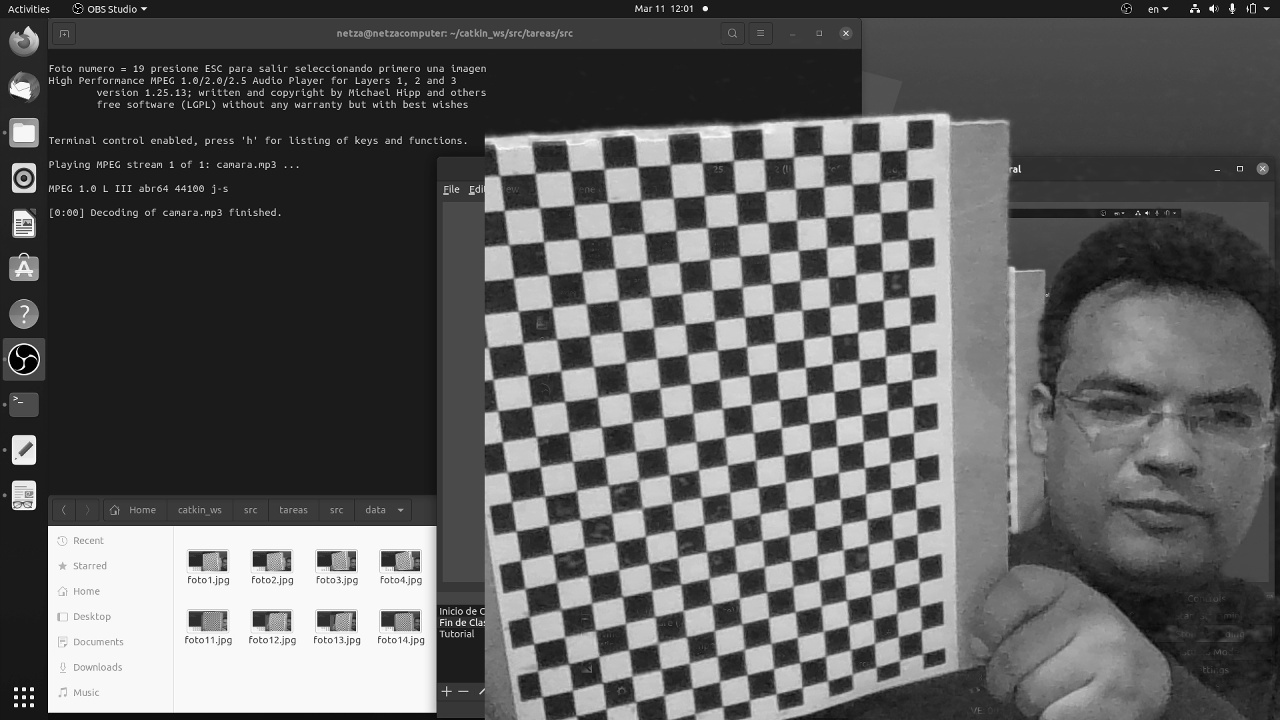 Activities
OBS Studio
Mar 11 12:01
en
netza@netzacomputer: ~/catkin_ws/src/tareas/src
Foto numero = 19 presione ESC para salir seleccionando primero una imagen
High Performance MPEG 1.0/2.0/2.5 Audio Player for Layers 1, 2 and 3
version 1.25.13; written and copyright by Michael Hipp and others
free software (LGPL) without any warranty but with best wishes
Terminal control enabled, press 'h' for listing of keys and functions.
Playing MPEG stream 1 of 1: camara.mp3 ...
MPEG 1.0 L III abr64 44100 j-s
[0:00] Decoding of camara.mp3 finished.
File
Home
catkin_ws
src
tareas
src
data
Recent
Starred
Home
Desktop
Documents
Downloads
Music
foto1.jpg
foto2.jpg
foto3.jpg
foto4.jpg
foto11.jpg
foto12.jpg
foto13.jpg
foto14.jpg
Inicio de C
Fin de Clas
Tutorial